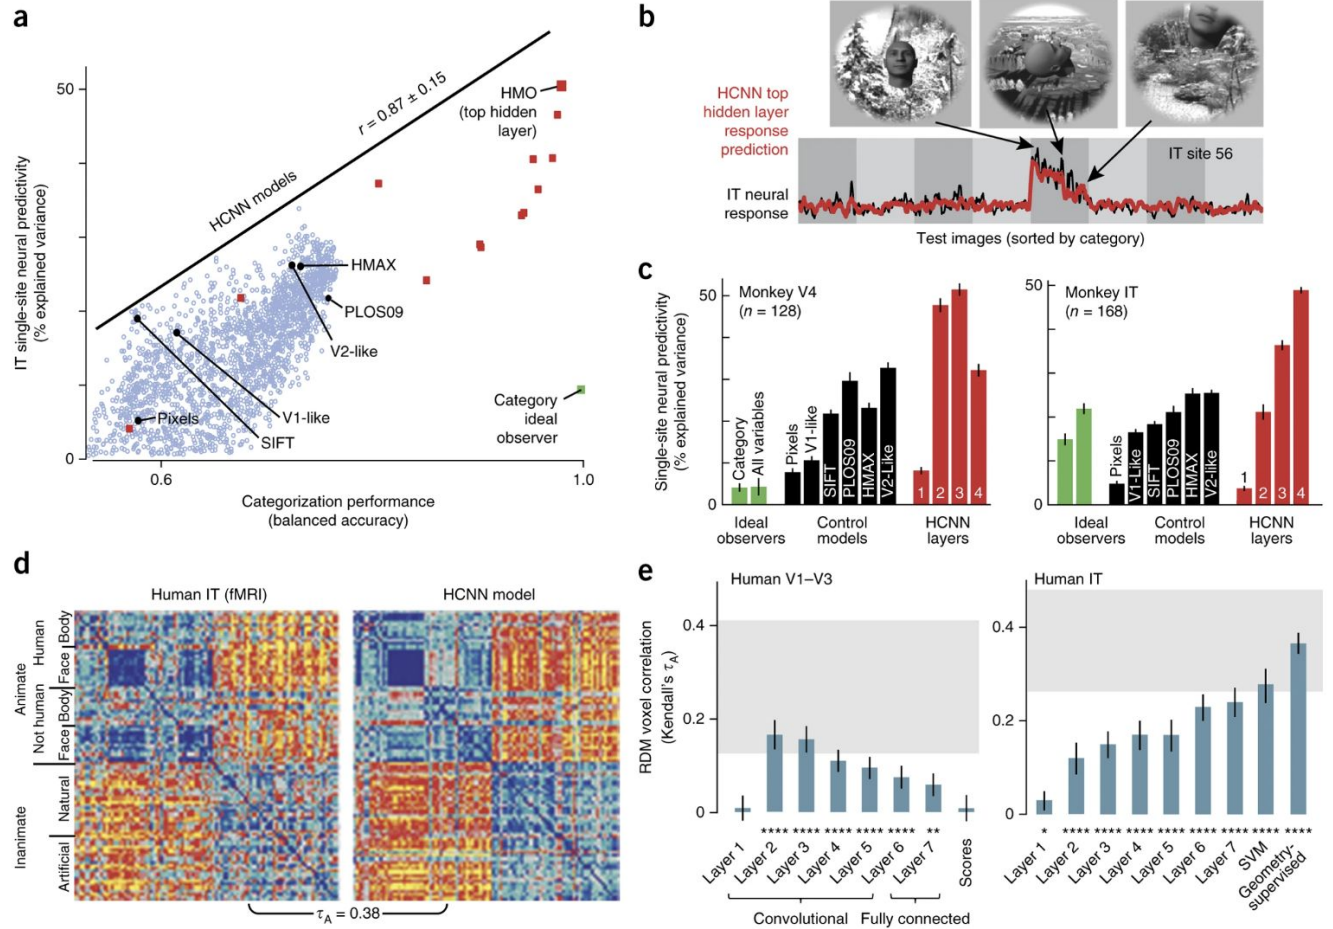 a
IT single-site neural predictivity
(% explained variance)
50
0
0.6
1.0
Categorization performance
(balanced accuracy)
HCNN models
r = 0.87 ± 0.15
HMO
(top hidden
layer)
HMAX
PLOS09
V2-like
V1-like
SIFT
Pixels
Category
ideal
observer
b
HCNN top
hidden layer
response
prediction
IT neural
response
IT site 56
Test images (sorted by category)
c
Single-site neural predictivity
(% explained variance)
50
0
Monkey V4
(n = 128)
Category
All variables
Pixels
V1-like
SIFT
PLOS09
HMAX
V2-Like
1
2
3
4
Ideal
observers
Control
models
HCNN
layers
50
0
Monkey IT
(n = 168)
Pixels
V1-Like
SIFT
PLOS09
HMAX
V2-like
1
2
3
4
Ideal
observers
Control
models
HCNN
layers
d
Human IT (fMRI)
HCNN model
Animate
Human
Body
Face
Not human
Body
Face
Inanimate
Natural
Artificial
τA = 0.38
e
RDM voxel correlation
(Kendall's τA)
Human V1–V3
0.4
0.2
0
****
****
****
****
****
**
Layer 1
Layer 2
Layer 3
Layer 4
Layer 5
Layer 6
Layer 7
Scores
Convolutional
Fully connected
Human IT
0.4
0.2
0
*
****
****
****
****
****
****
****
****
Layer 1
Layer 2
Layer 3
Layer 4
Layer 5
Layer 6
Layer 7
SVM
Geometry-
supervised